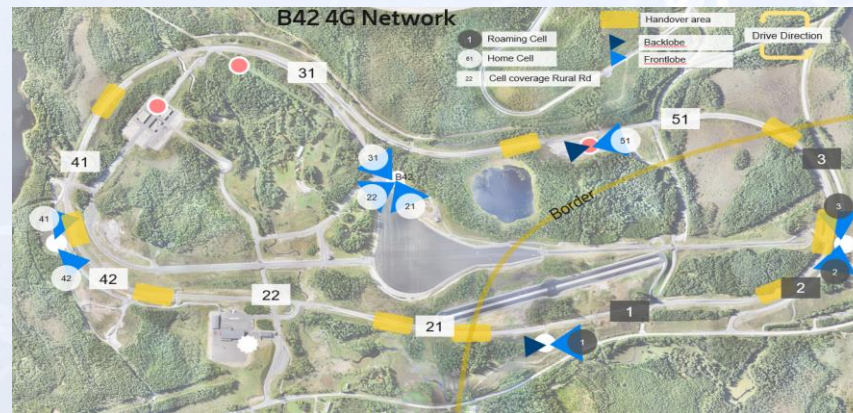 B42 4G Network
1 Roaming Cell
61 Home Cell
22 Cell coverage Rural Rd
Handover area
Backlobe
Frontlobe
Drive Direction
31
41
51
3
31
B42
22
21
51
Border
41
42
42
22
21
3
2
2
1
1